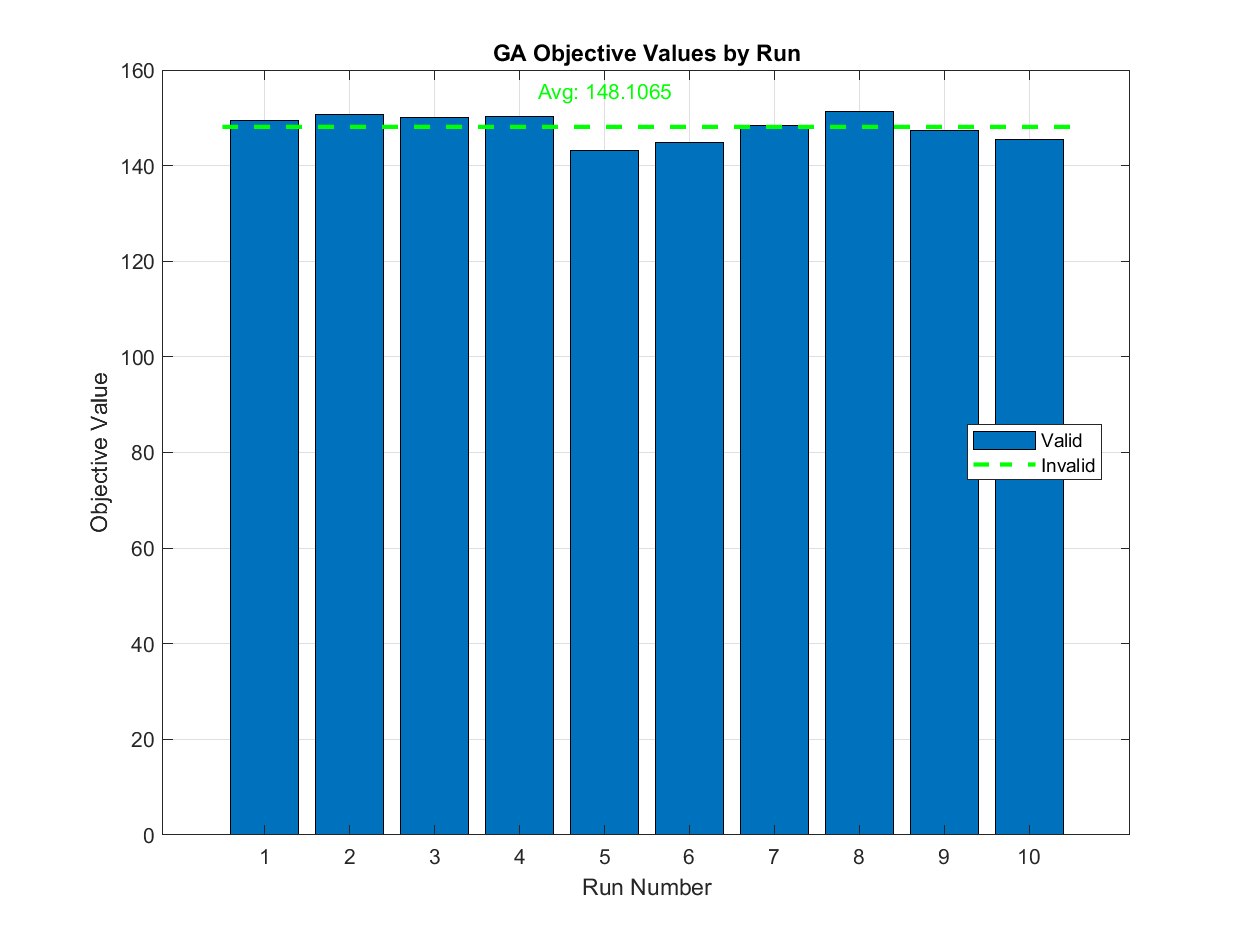 GA Objective Values by Run
Avg: 148.1065
160
140
120
100
80
60
40
20
0
Objective Value
Valid
Invalid
1 2 3 4 5 6 7 8 9 10
Run Number